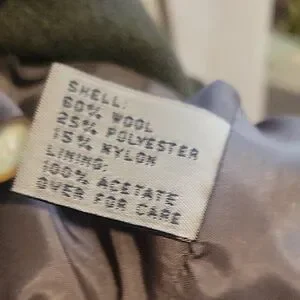 SHELL:
60% WOOL
25% POLYESTER
15% NYLON
LINING:
100% ACETATE
OVER FOR CARE